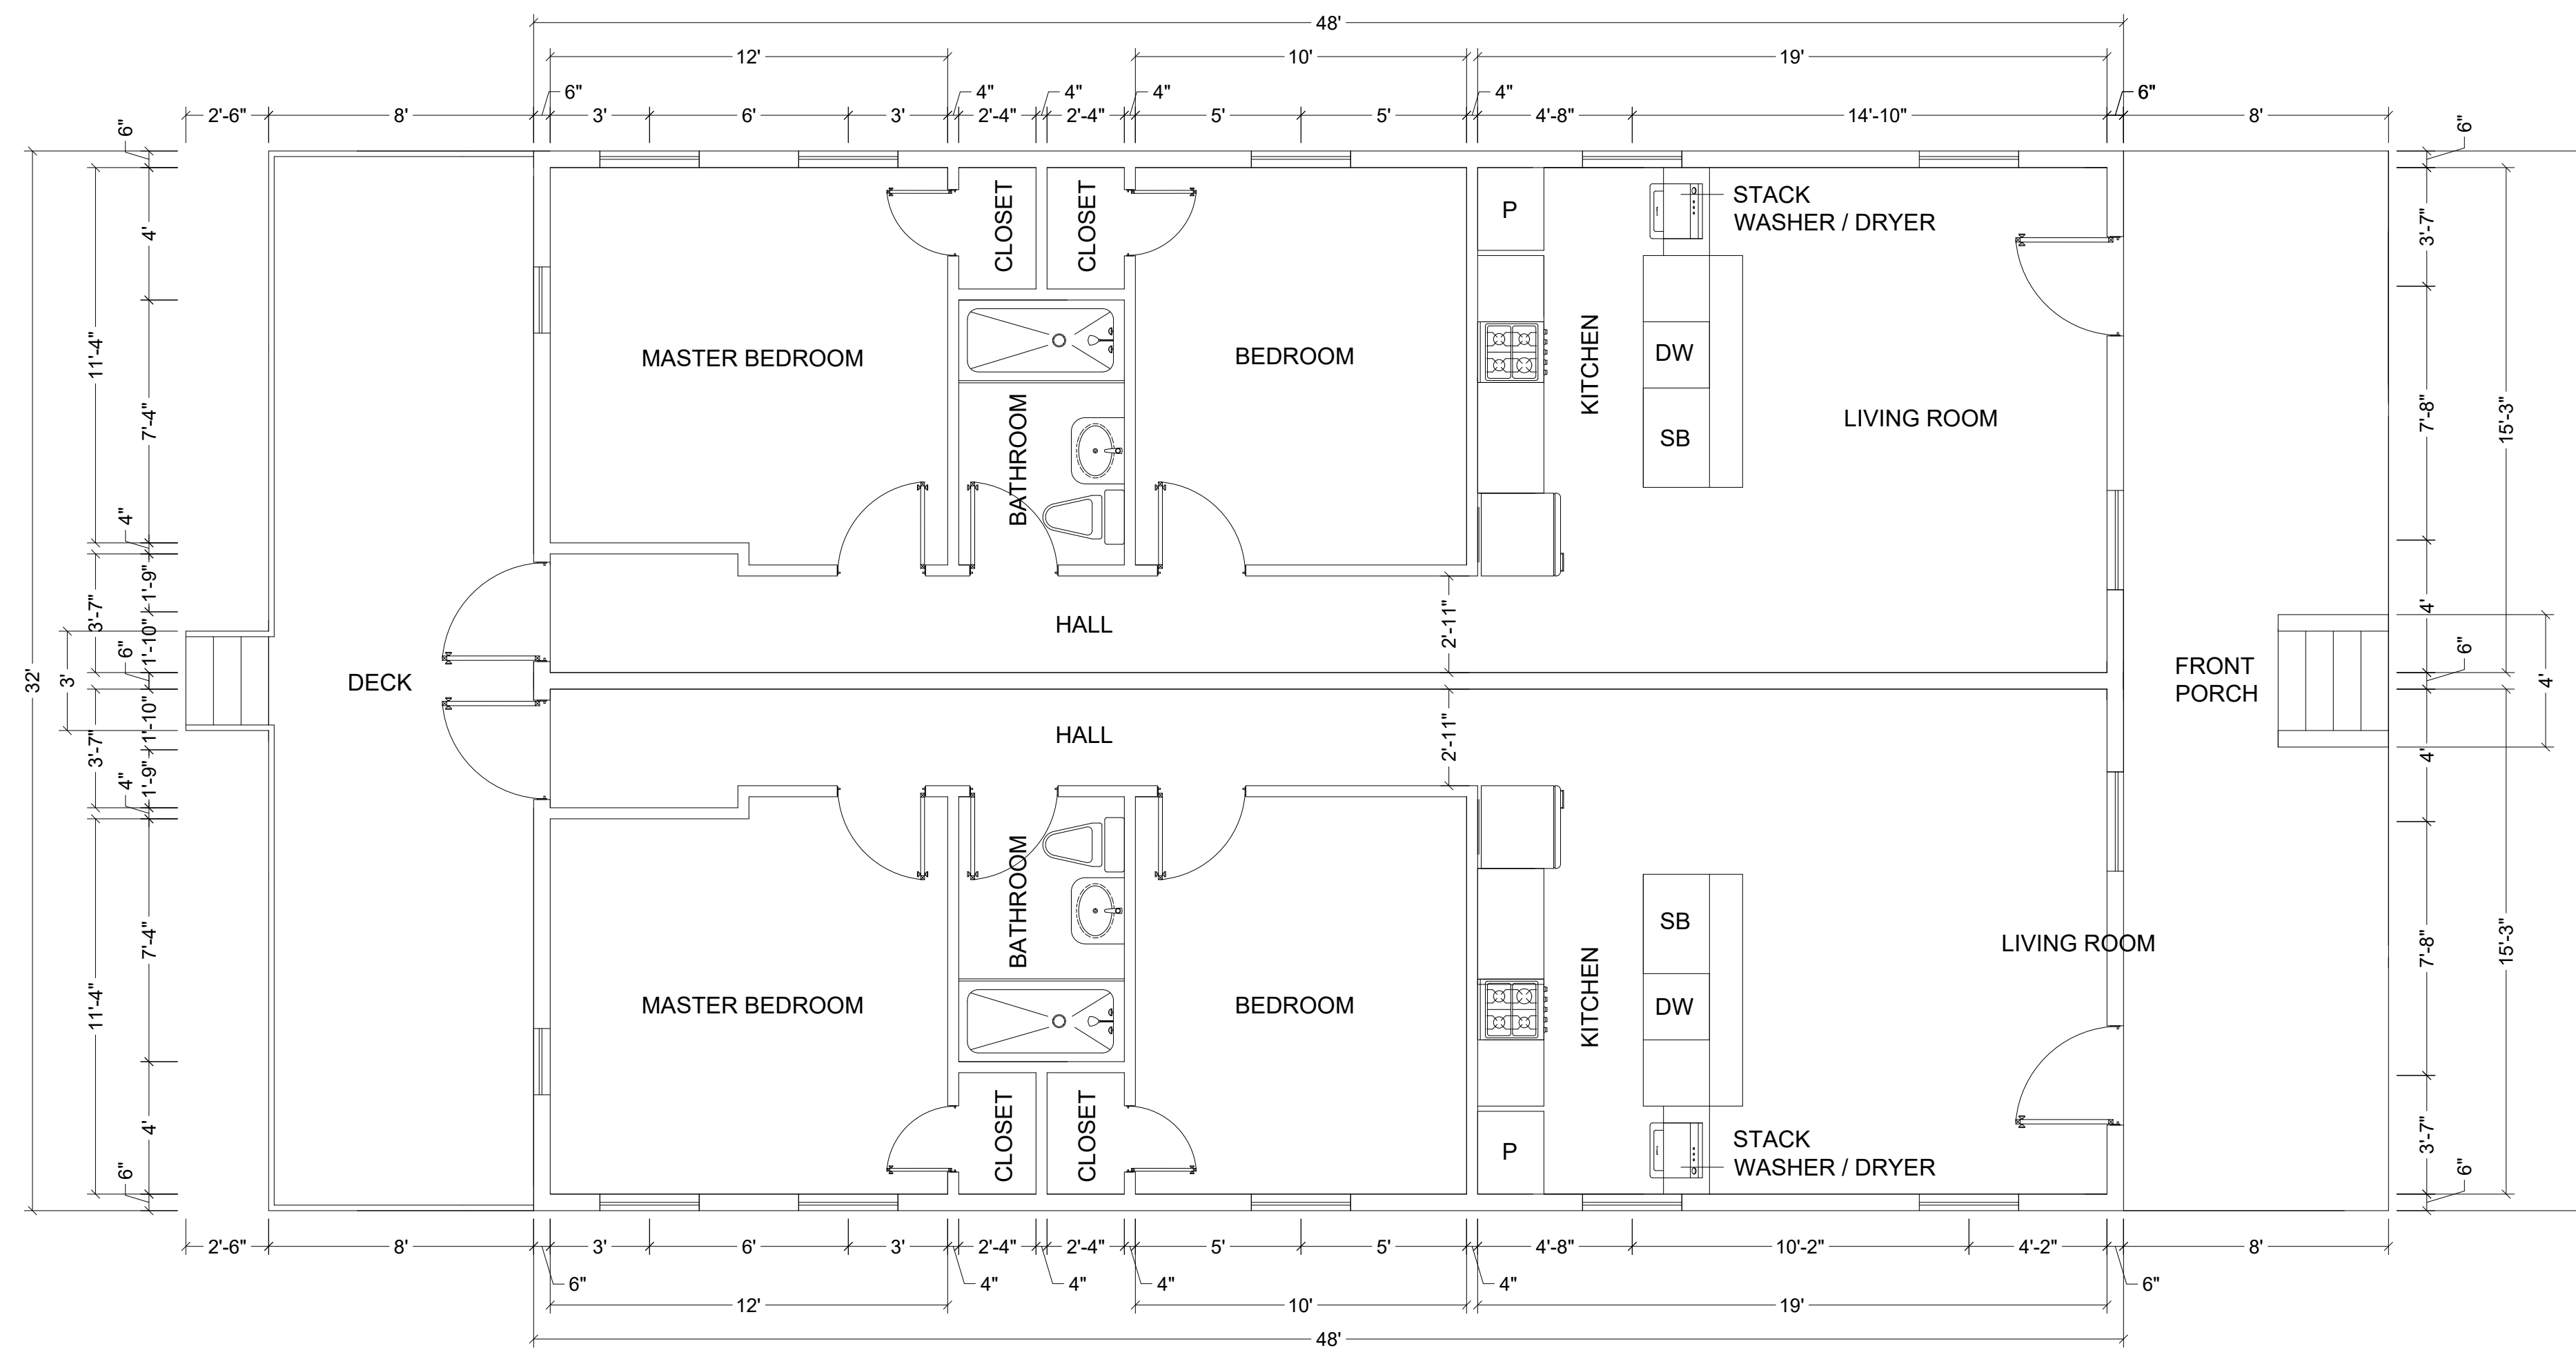 48'
12'
10'
19'
6"
4"
4"
4"
4"
6"
2'-6"
8'
3'
6'
3'
2'-4"
2'-4"
5'
5'
4'-8"
14'-10"
8'
6"
6"
CLOSET
CLOSET
P
STACK
WASHER / DRYER
4'
3'-7"
11'-4"
7'-4"
MASTER BEDROOM
BEDROOM
KITCHEN
DW
SB
LIVING ROOM
BATHROOM
7'-8"
15'-3"
4"
1'-9"
3'-7"
1'-10"
6"
HALL
2'-11"
4'
6"
32'
3'
DECK
FRONT
PORCH
4'
1'-10"
3'-7"
1'-9"
4"
HALL
2'-11"
4'
BATHROOM
SB
LIVING ROOM
7'-4"
11'-4"
MASTER BEDROOM
BEDROOM
KITCHEN
DW
7'-8"
15'-3"
4'
6"
CLOSET
CLOSET
P
STACK
WASHER / DRYER
3'-7"
6"
2'-6"
8'
3'
6'
3'
2'-4"
2'-4"
5'
5'
4'-8"
10'-2"
4'-2"
8'
6"
4"
4"
4"
4"
6"
12'
10'
19'
48'